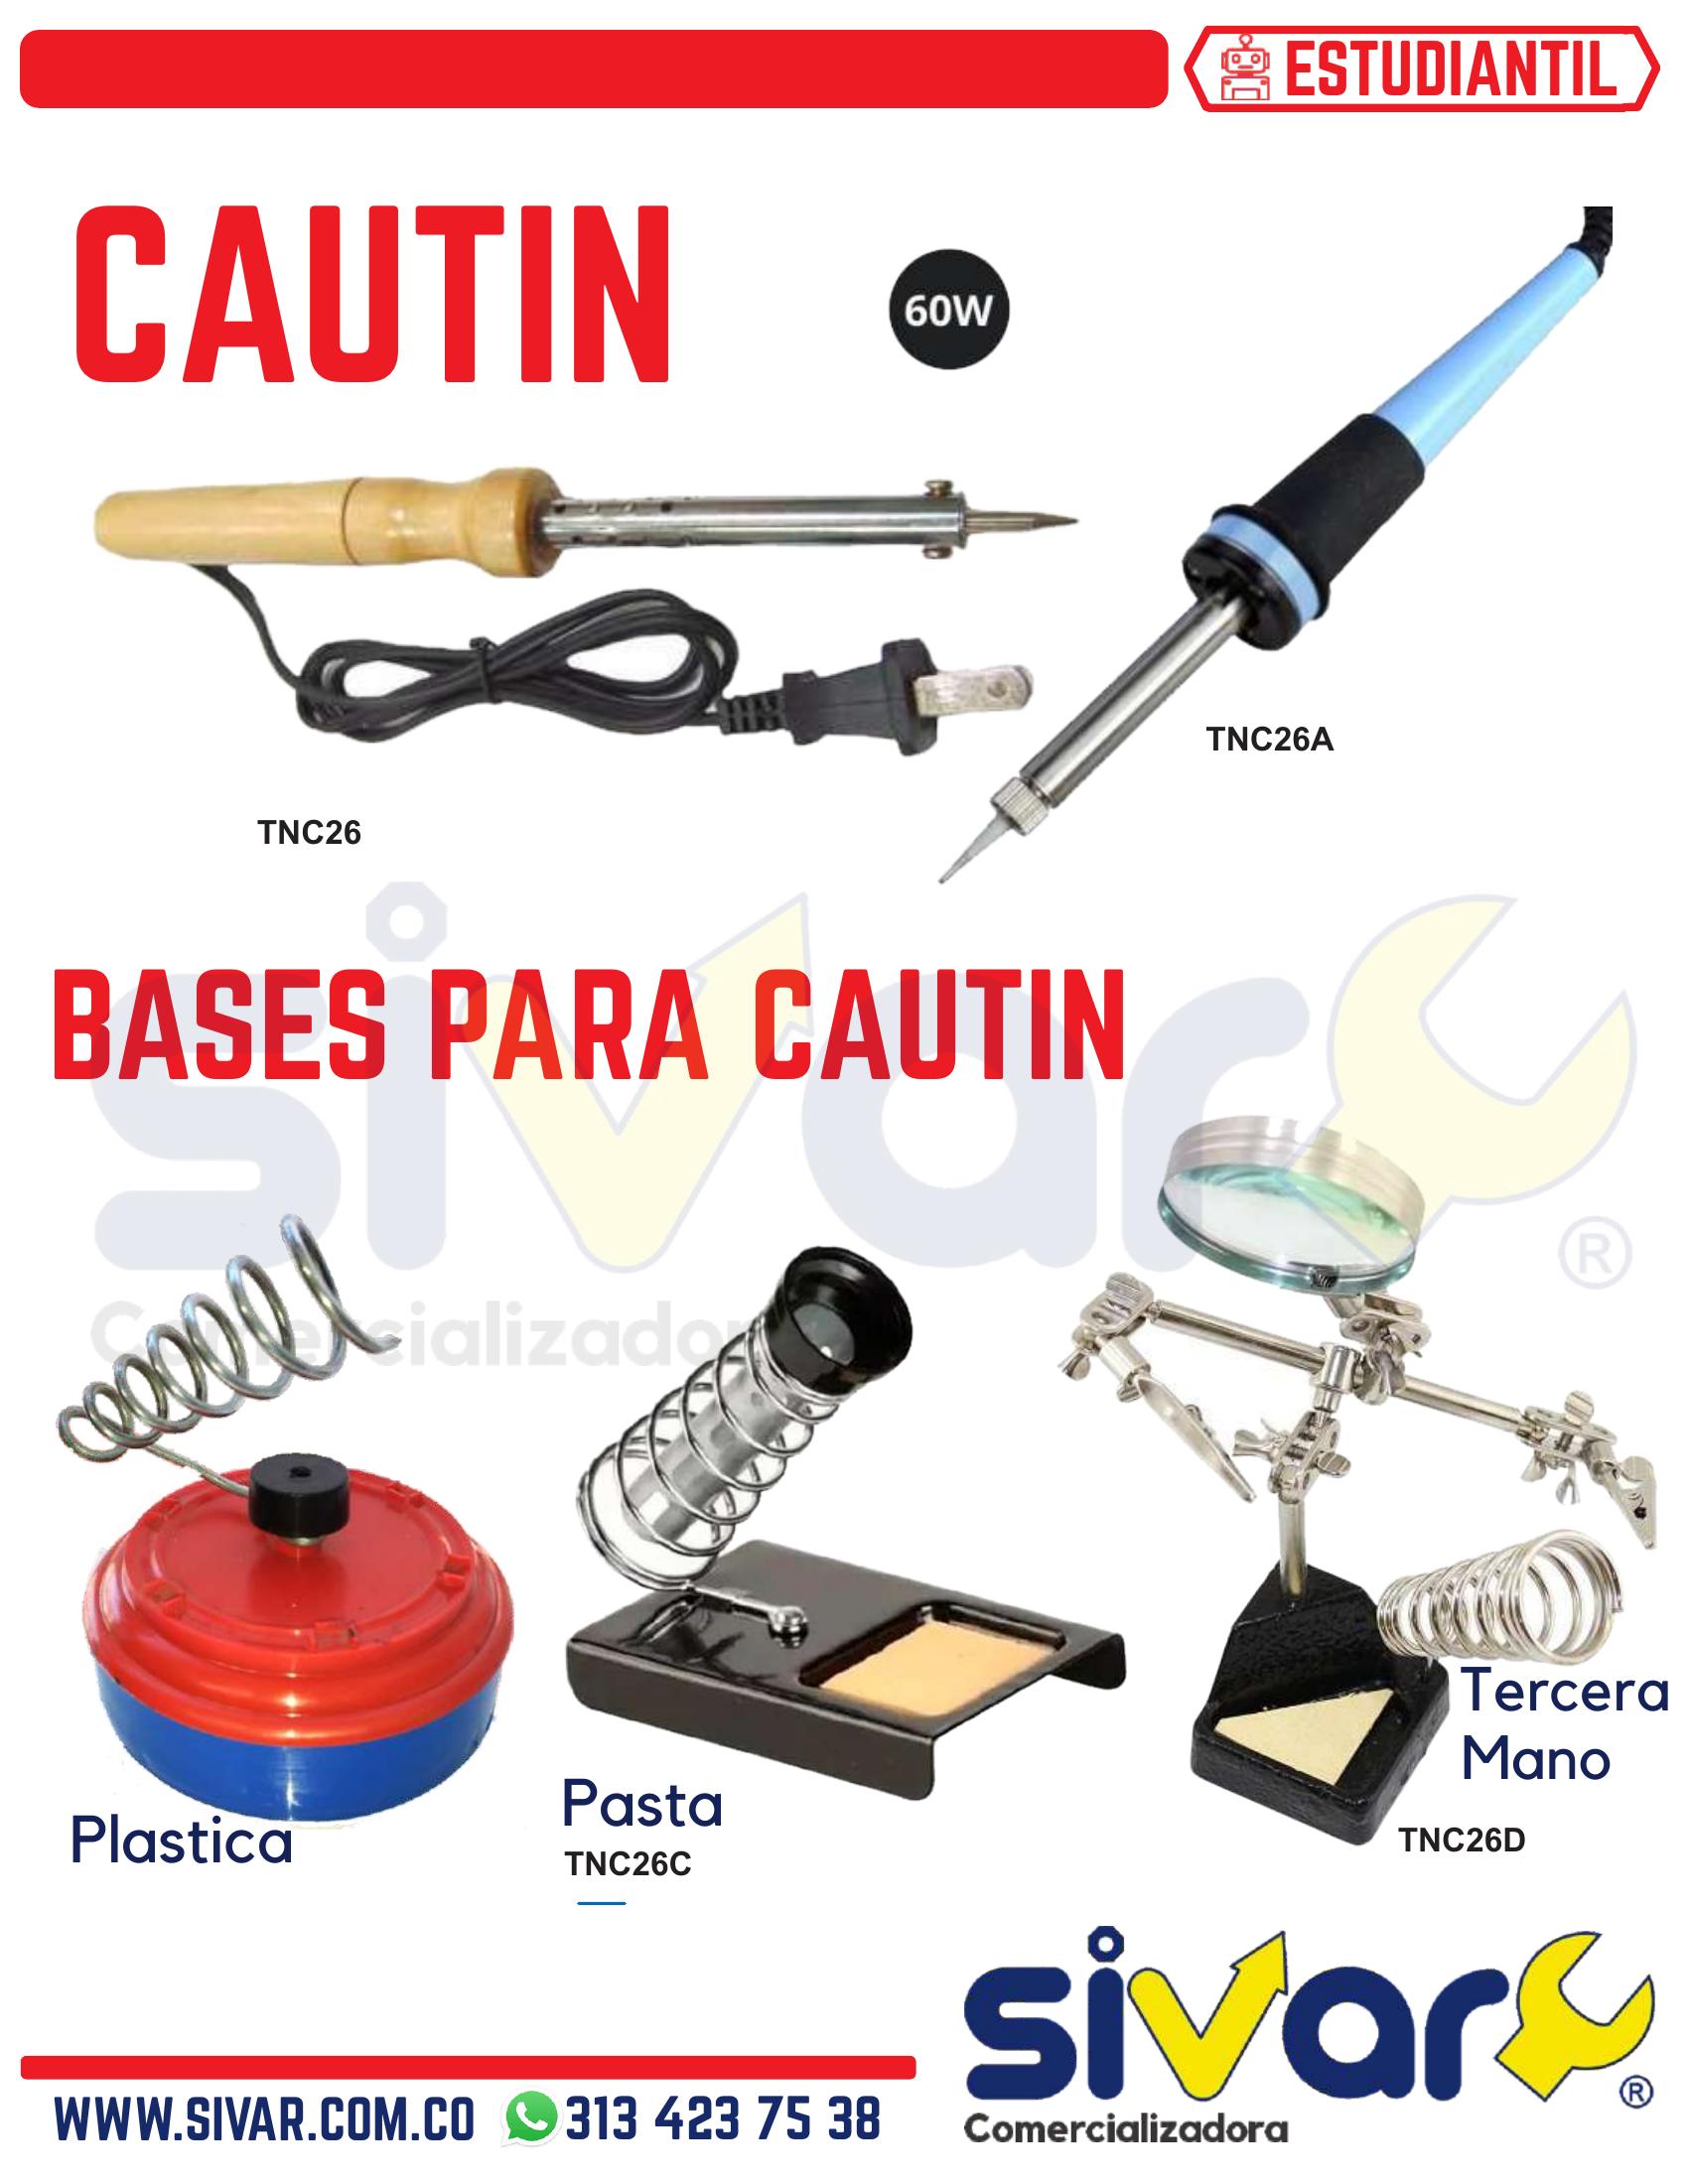 ESTUDIANTIL
CAUTIN
60W
TNC26A
TNC26
sivar
BASES PARA CAUTIN
®
Comercializadora
Tercera
Mano
Pasta
Plastica
TNC26C
TNC26D
sivar
®
WWW.SIVAR.COM.CO 313 423 75 38
Comercializadora